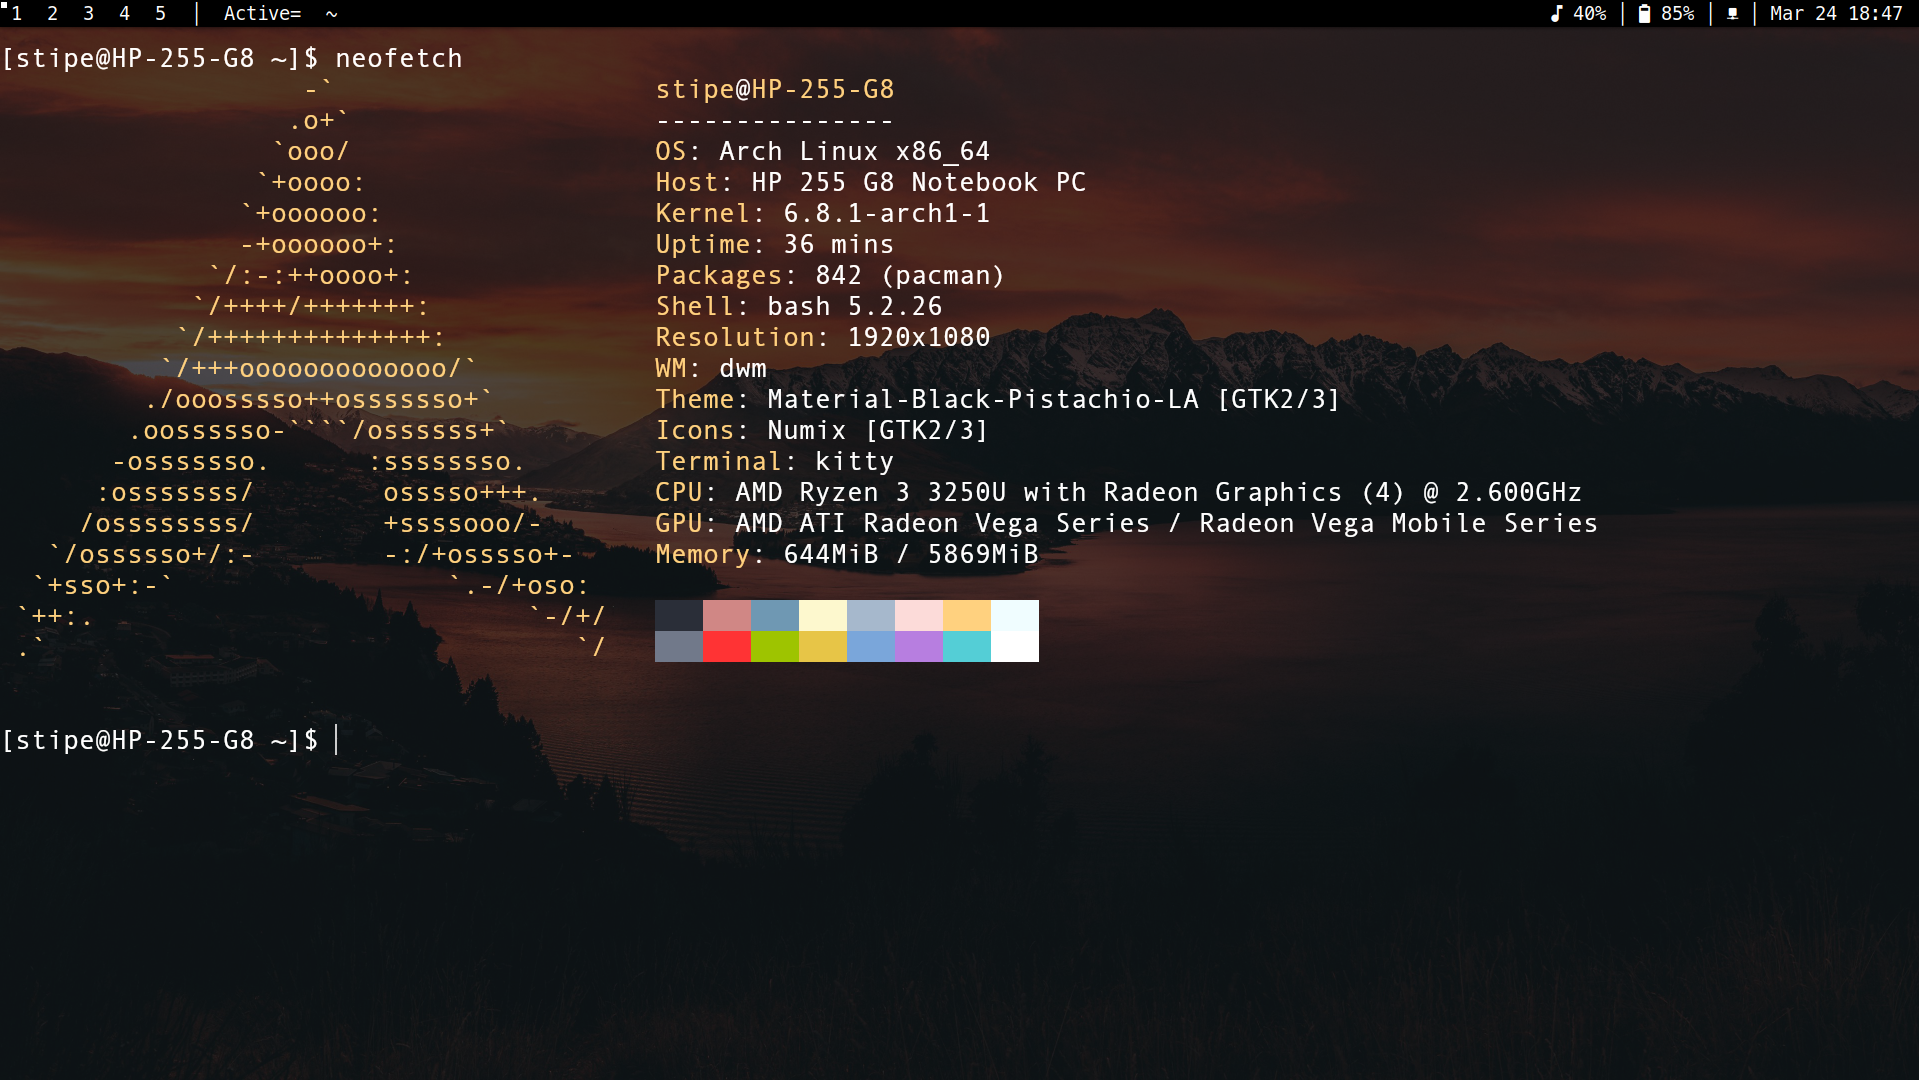 1 2 3 4 5 | Active= ~ 40% | 85% | | Mar 24 18:47
[stipe@HP-255-G8 ~]$ neofetch
-`
.o+`
`ooo/
`+oooo:
`+oooooo:
-+oooooo+:
`/:-:++oooo+:
`/++++/+++++++:
`/++++++++++++++:
`/+++ooooooooooooo/`
./ooosssso++osssssso+`
.oossssso-````/ossssss+`
-osssssso. :ssssssso.
:osssssss/ osssso+++.
/ossssssss/ +ssssooo/-
`/ossssso+/:- -:/+osssso+-
`+sso+:-` `.-/+oso:
`++:. `-/+/
.` `/
stipe@HP-255-G8
---------------
OS: Arch Linux x86_64
Host: HP 255 G8 Notebook PC
Kernel: 6.8.1-arch1-1
Uptime: 36 mins
Packages: 842 (pacman)
Shell: bash 5.2.26
Resolution: 1920x1080
WM: dwm
Theme: Material-Black-Pistachio-LA [GTK2/3]
Icons: Numix [GTK2/3]
Terminal: kitty
CPU: AMD Ryzen 3 3250U with Radeon Graphics (4) @ 2.600GHz
GPU: AMD ATI Radeon Vega Series / Radeon Vega Mobile Series
Memory: 644MiB / 5869MiB
[stipe@HP-255-G8 ~]$